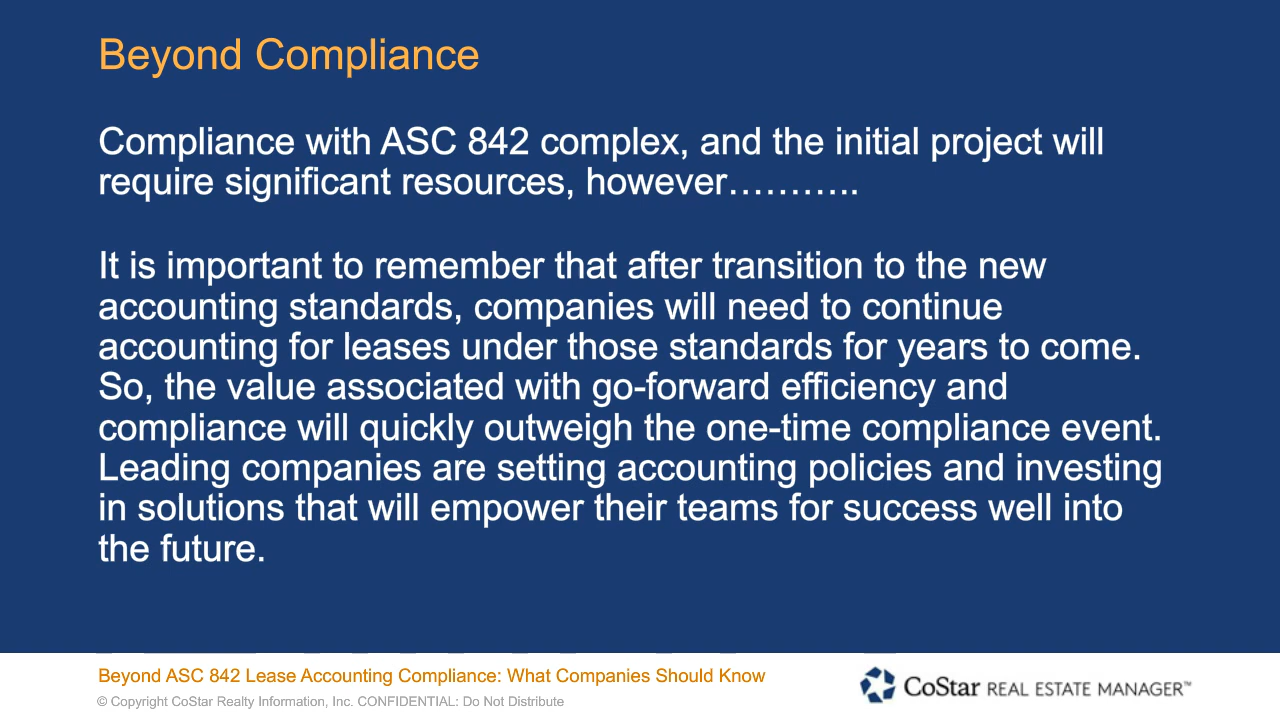 Beyond Compliance
Compliance with ASC 842 complex, and the initial project will
require significant resources, however………..
It is important to remember that after transition to the new
accounting standards, companies will need to continue
accounting for leases under those standards for years to come.
So, the value associated with go-forward efficiency and
compliance will quickly outweigh the one-time compliance event.
Leading companies are setting accounting policies and investing
in solutions that will empower their teams for success well into
the future.
Beyond ASC 842 Lease Accounting Compliance: What Companies Should Know
© Copyright CoStar Realty Information, Inc. CONFIDENTIAL: Do Not Distribute
CoStar REAL ESTATE MANAGER™